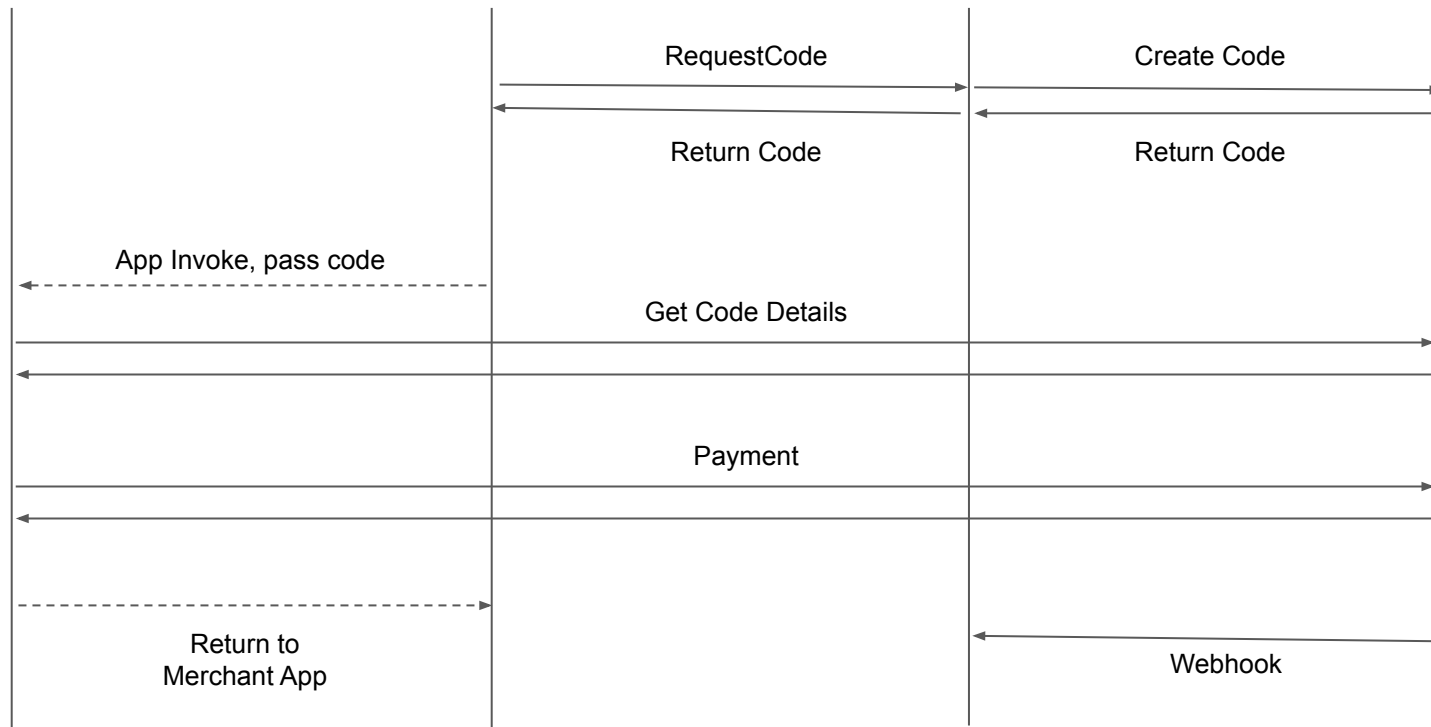 RequestCode
Create Code
Return Code
Return Code
App Invoke, pass code
Get Code Details
Payment
Return to
Merchant App
Webhook